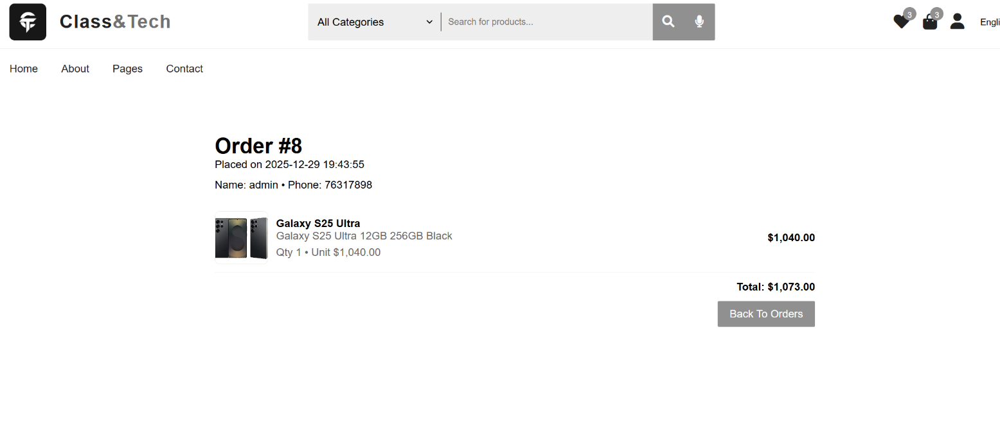 Class&Tech
All Categories
Search for products...
3
3
Engli
Home
About
Pages
Contact
Order #8
Placed on 2025-12-29 19:43:55
Name: admin • Phone: 76317898
Galaxy S25 Ultra
Galaxy S25 Ultra 12GB 256GB Black
Qty 1 • Unit $1,040.00
$1,040.00
Total: $1,073.00
Back To Orders